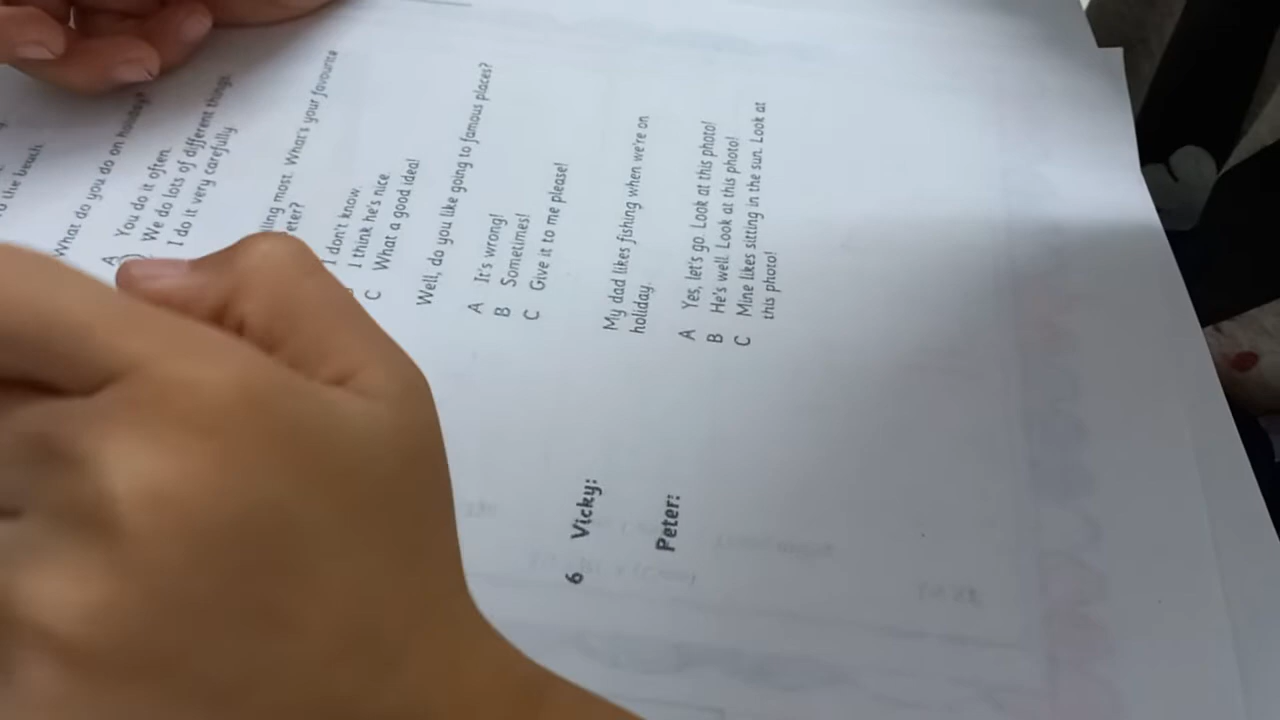 the beach
What do you do on holiday?
A You do it often.
We do lots of different things.
I do it very carefully
most. What's your favourite
I don't know.
I think he's nice.
C What a good idea!
Well, do you like going to famous places?
A It's wrong!
B Sometimes!
C Give it to me please!
6 Vicky: My dad likes fishing when we're on
holiday.
Peter: A Yes, let's go. Look at this photo!
B He's well. Look at this photo!
C Mine likes sitting in the sun. Look at
this photo!